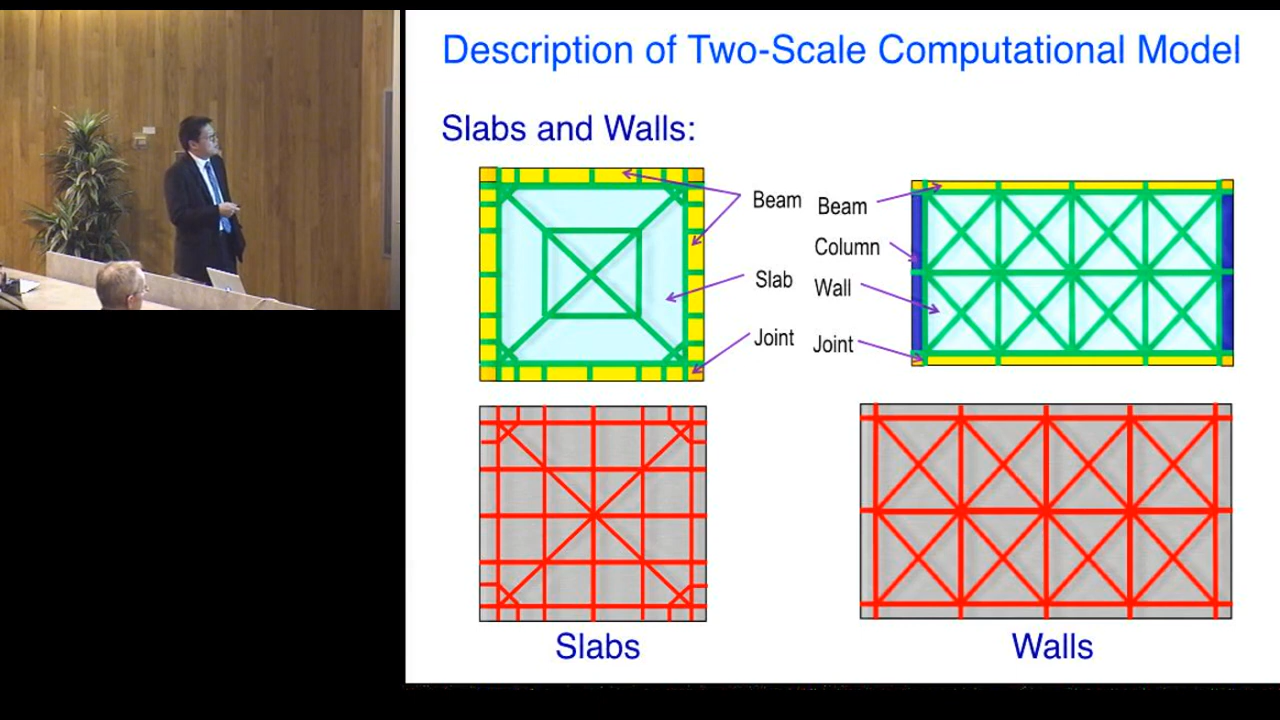 Description of Two-Scale Computational Model
Slabs and Walls:
Beam
Beam
Column
Slab
Wall
Joint
Joint
Slabs
Walls